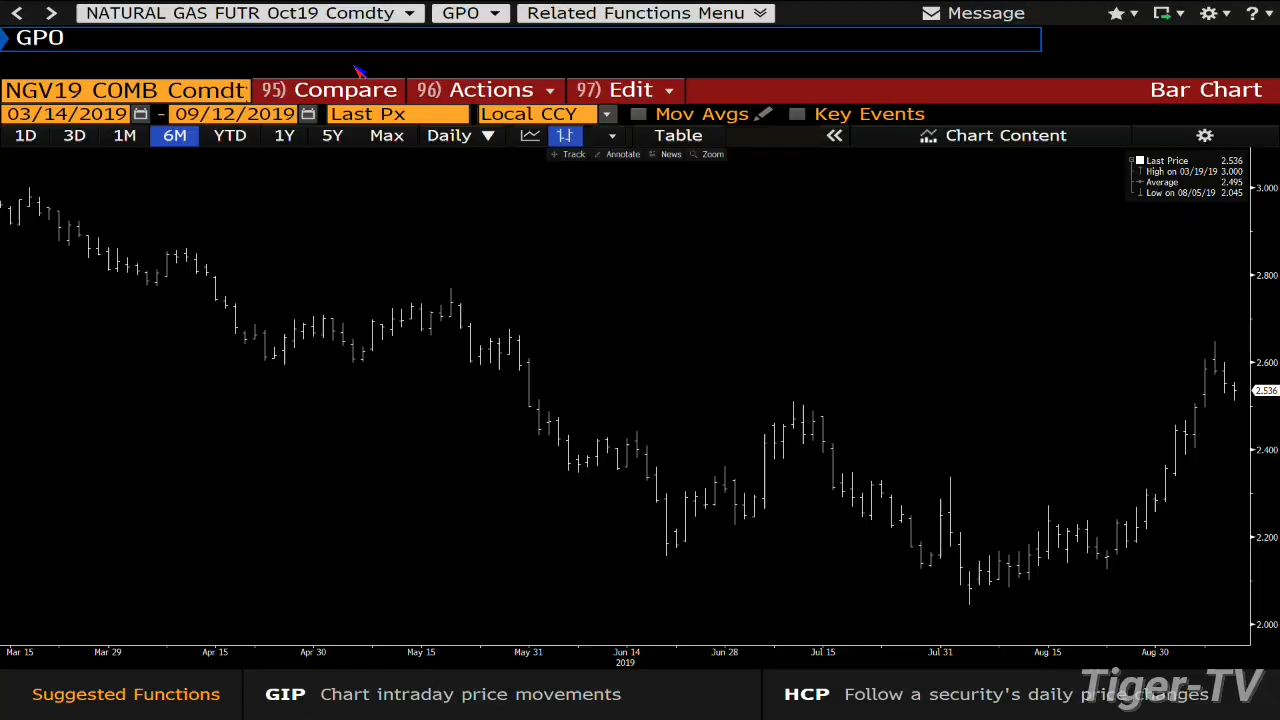 NATURAL GAS FUTR Oct19 Comdty GPO Related Functions Menu Message ?
GPO
NGV19 COMB Comdty 95) Compare 96) Actions 97) Edit Bar Chart
03/14/2019 - 09/12/2019 Last Px Local CCY Mov Avgs Key Events
1D 3D 1M 6M YTD 1Y 5Y Max Daily Table Chart Content
Track Annotate News Zoom
Last Price 2.536
High on 03/19/19 3.000
Average 2.495
Low on 08/05/19 2.045
3.000
2.800
2.600
2.536
2.400
2.200
2.000
Mar 15 Mar 29 Apr 15 Apr 30 May 15 May 31 Jun 14 Jun 28 Jul 15 Jul 31 Aug 15 Aug 30
2019
Suggested Functions GIP Chart intraday price movements HCP Follow a security's daily price changes
Tiger-TV